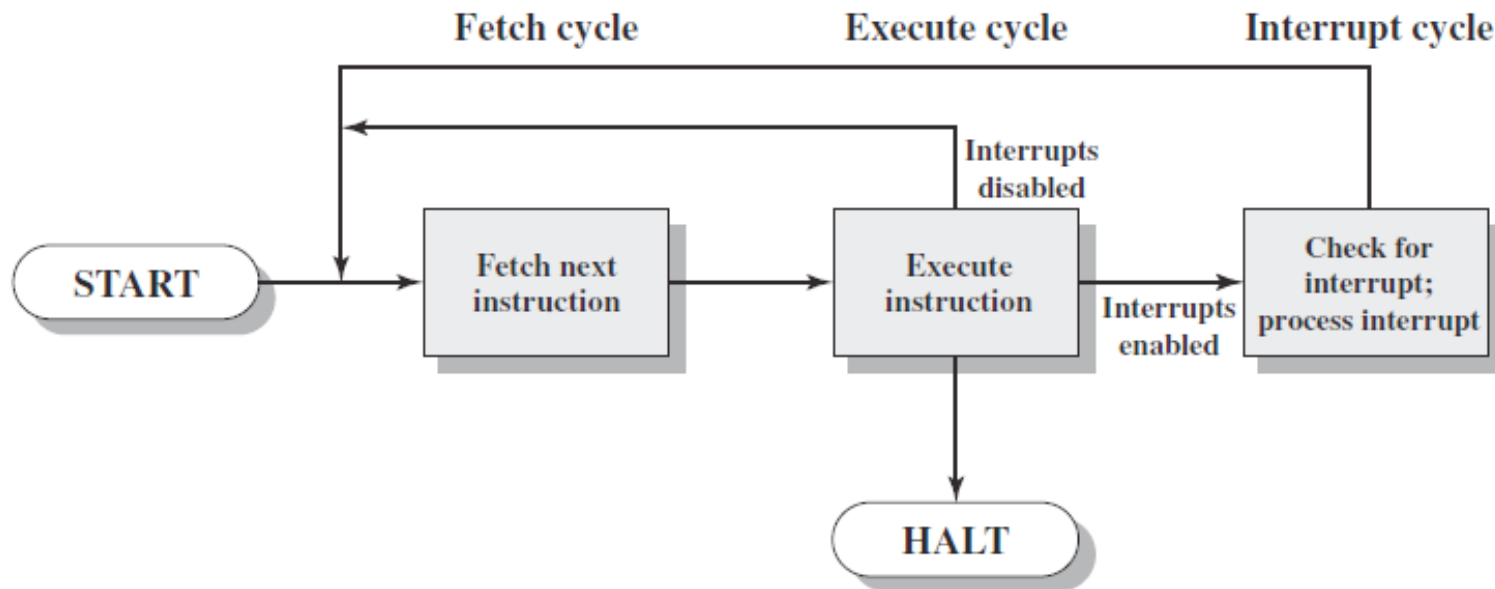 Fetch cycle
Execute cycle
Interrupt cycle
Interrupts
disabled
START
Fetch next
instruction
Execute
instruction
Interrupts
enabled
Check for
interrupt;
process interrupt
HALT